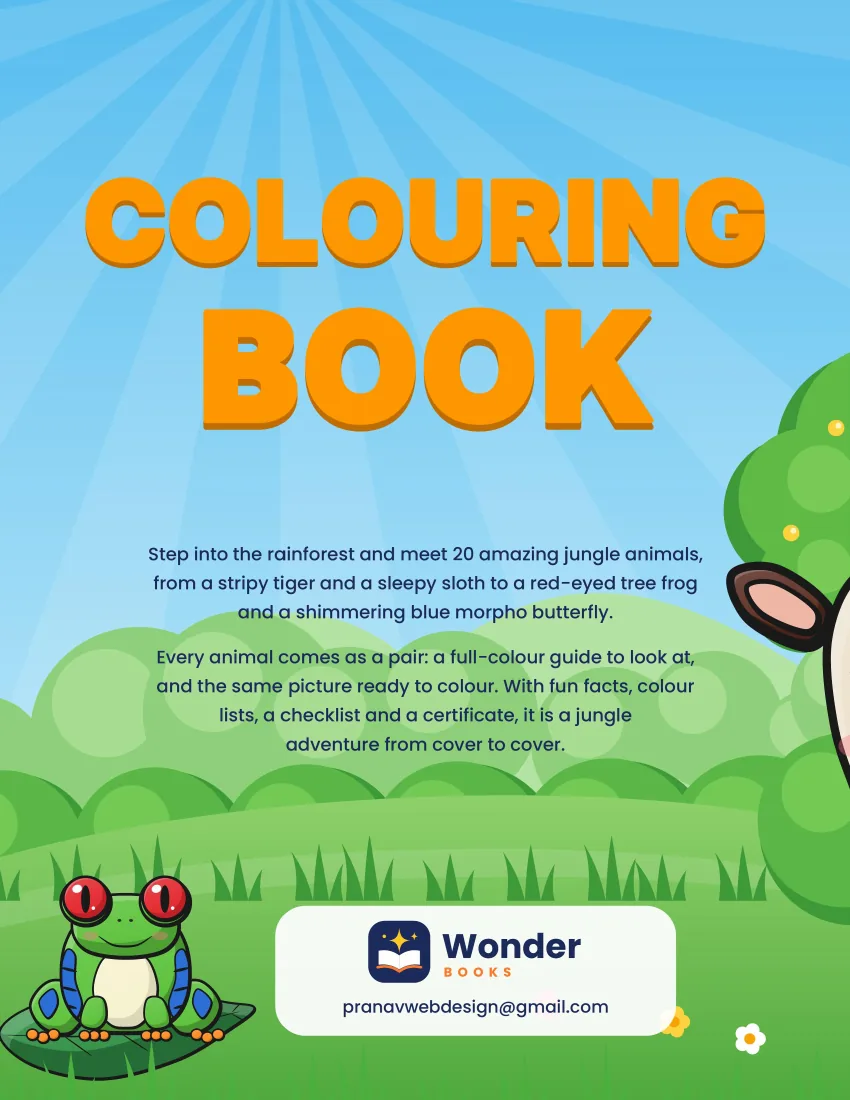 COLOURING
BOOK
Step into the rainforest and meet 20 amazing jungle animals,
from a stripy tiger and a sleepy sloth to a red-eyed tree frog
and a shimmering blue morpho butterfly.
Every animal comes as a pair: a full-colour guide to look at,
and the same picture ready to colour. With fun facts, colour
lists, a checklist and a certificate, it is a jungle
adventure from cover to cover.
Wonder
BOOKS
pranavwebdesign@gmail.com